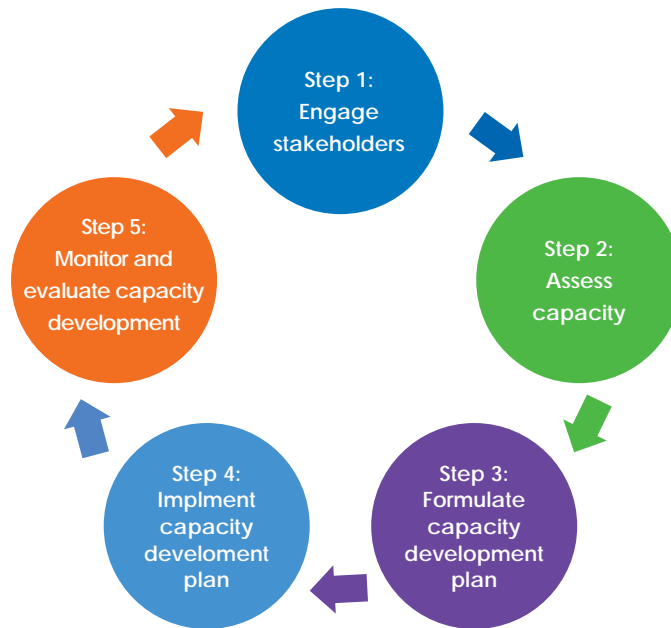 Step 1:
Engage
stakeholders
Step 2:
Assess
capacity
Step 3:
Formulate
capacity
development
plan
Step 4:
Implment
capacity
develoment
plan
Step 5:
Monitor and
evaluate capacity
development